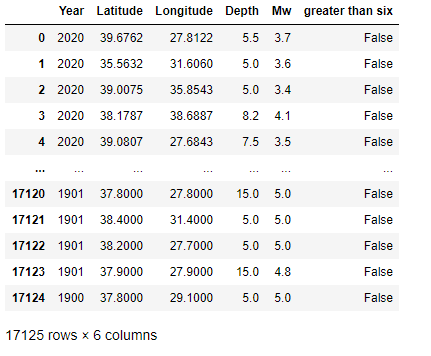 Year Latitude Longitude Depth Mw greater than six
0 2020 39.6762 27.8122 5.5 3.7 False
1 2020 35.5632 31.6060 5.0 3.6 False
2 2020 39.0075 35.8543 5.0 3.4 False
3 2020 38.1787 38.6887 8.2 4.1 False
4 2020 39.0807 27.6843 7.5 3.5 False
... ... ... ... ... ... ...
17120 1901 37.8000 27.8000 15.0 5.0 False
17121 1901 38.4000 31.4000 5.0 5.0 False
17122 1901 38.2000 27.7000 5.0 5.0 False
17123 1901 37.9000 27.9000 15.0 4.8 False
17124 1900 37.8000 29.1000 5.0 5.0 False
17125 rows × 6 columns